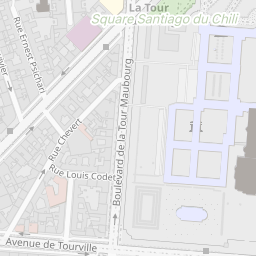 La Tour
Square Santiago du Chili
Rue Ernest Psichari
Boulevard de la Tour Maubourg
Rue Chevert
Rue Louis Codet
Avenue de Tourville